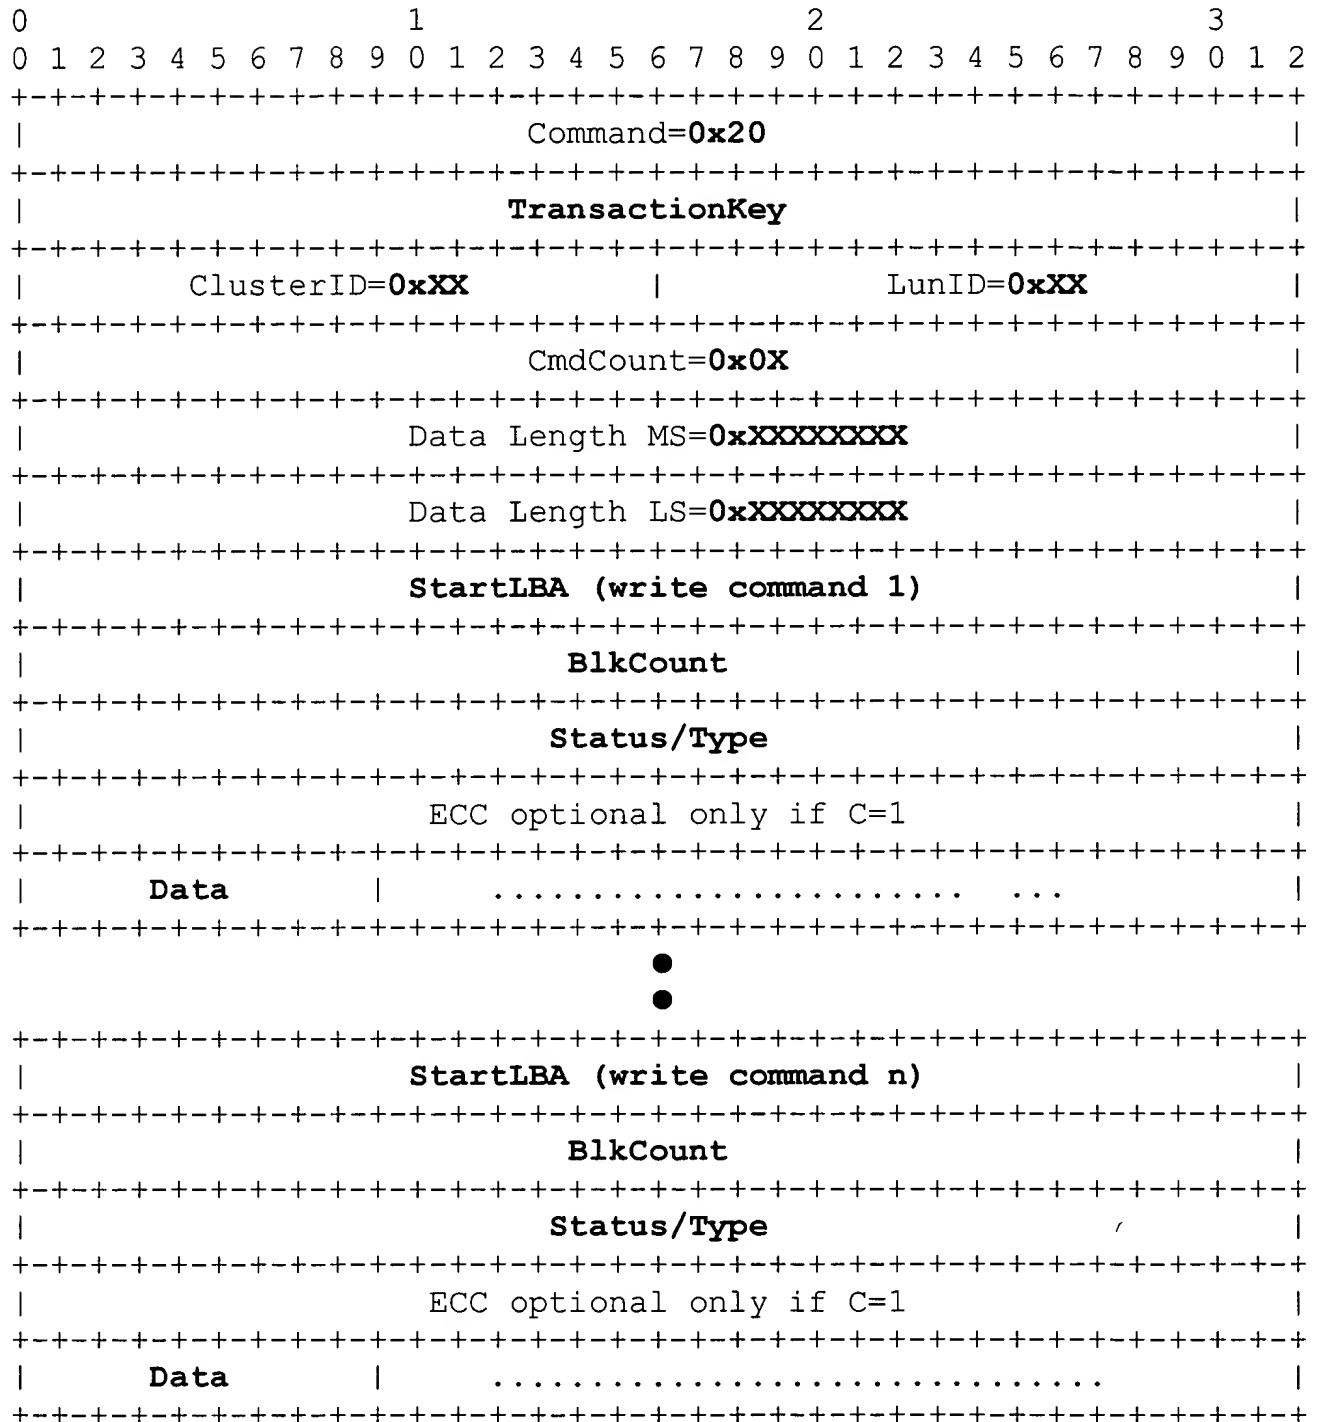 0 1 2 3
0 1 2 3 4 5 6 7 8 9 0 1 2 3 4 5 6 7 8 9 0 1 2 3 4 5 6 7 8 9 0 1 2
+-+-+-+-+-+-+-+-+-+-+-+-+-+-+-+-+-+-+-+-+-+-+-+-+-+-+-+-+-+-+-+-+
| Command=0x20 |
+-+-+-+-+-+-+-+-+-+-+-+-+-+-+-+-+-+-+-+-+-+-+-+-+-+-+-+-+-+-+-+-+
| TransactionKey |
+-+-+-+-+-+-+-+-+-+-+-+-+-+-+-+-+-+-+-+-+-+-+-+-+-+-+-+-+-+-+-+-+
| ClusterID=0xXX | LunID=0xXX |
+-+-+-+-+-+-+-+-+-+-+-+-+-+-+-+-+-+-+-+-+-+-+-+-+-+-+-+-+-+-+-+-+
| CmdCount=0x0X |
+-+-+-+-+-+-+-+-+-+-+-+-+-+-+-+-+-+-+-+-+-+-+-+-+-+-+-+-+-+-+-+-+
| Data Length MS=0xXXXXXXXX |
+-+-+-+-+-+-+-+-+-+-+-+-+-+-+-+-+-+-+-+-+-+-+-+-+-+-+-+-+-+-+-+-+
| Data Length LS=0xXXXXXXXX |
+-+-+-+-+-+-+-+-+-+-+-+-+-+-+-+-+-+-+-+-+-+-+-+-+-+-+-+-+-+-+-+-+
| StartLBA (write command 1) |
+-+-+-+-+-+-+-+-+-+-+-+-+-+-+-+-+-+-+-+-+-+-+-+-+-+-+-+-+-+-+-+-+
| BlkCount |
+-+-+-+-+-+-+-+-+-+-+-+-+-+-+-+-+-+-+-+-+-+-+-+-+-+-+-+-+-+-+-+-+
| Status/Type |
+-+-+-+-+-+-+-+-+-+-+-+-+-+-+-+-+-+-+-+-+-+-+-+-+-+-+-+-+-+-+-+-+
| ECC optional only if C=1 |
+-+-+-+-+-+-+-+-+-+-+-+-+-+-+-+-+-+-+-+-+-+-+-+-+-+-+-+-+-+-+-+-+
| Data | ........................ ... |
+-+-+-+-+-+-+-+-+-+-+-+-+-+-+-+-+-+-+-+-+-+-+-+-+-+-+-+-+-+-+-+-+
●
●
+-+-+-+-+-+-+-+-+-+-+-+-+-+-+-+-+-+-+-+-+-+-+-+-+-+-+-+-+-+-+-+-+
| StartLBA (write command n) |
+-+-+-+-+-+-+-+-+-+-+-+-+-+-+-+-+-+-+-+-+-+-+-+-+-+-+-+-+-+-+-+-+
| BlkCount |
+-+-+-+-+-+-+-+-+-+-+-+-+-+-+-+-+-+-+-+-+-+-+-+-+-+-+-+-+-+-+-+-+
| Status/Type |
+-+-+-+-+-+-+-+-+-+-+-+-+-+-+-+-+-+-+-+-+-+-+-+-+-+-+-+-+-+-+-+-+
| ECC optional only if C=1 |
+-+-+-+-+-+-+-+-+-+-+-+-+-+-+-+-+-+-+-+-+-+-+-+-+-+-+-+-+-+-+-+-+
| Data | ............................... |
+-+-+-+-+-+-+-+-+-+-+-+-+-+-+-+-+-+-+-+-+-+-+-+-+-+-+-+-+-+-+-+-+